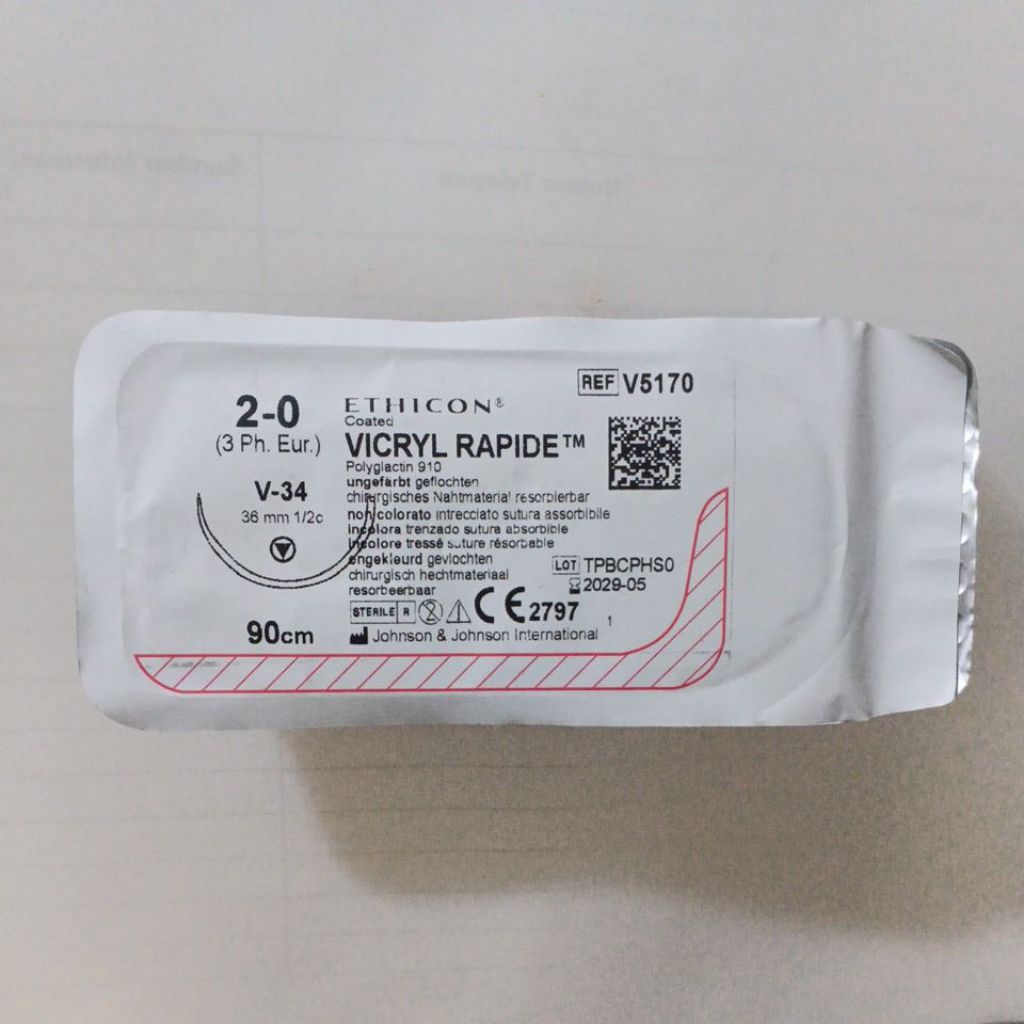 REF V5170
2-0
(3 Ph. Eur.)
ETHICON®
Coated
VICRYL RAPIDE™
Polyglactin 910
ungefärbt geflochten
chirurgisches Nahtmaterial resorbierbar
non colorato intrecciato sutura assorbibile
incolora trenzado sutura absorbible
incolore tressé suture résorbable
ongekleurd gevlochten
chirurgisch hechtmateriaal
resorbeerbaar
V-34
36 mm 1/2c
LOT TPBCPHS0
2029-05
STERILE R
CE 2797
1
90cm
Johnson & Johnson International